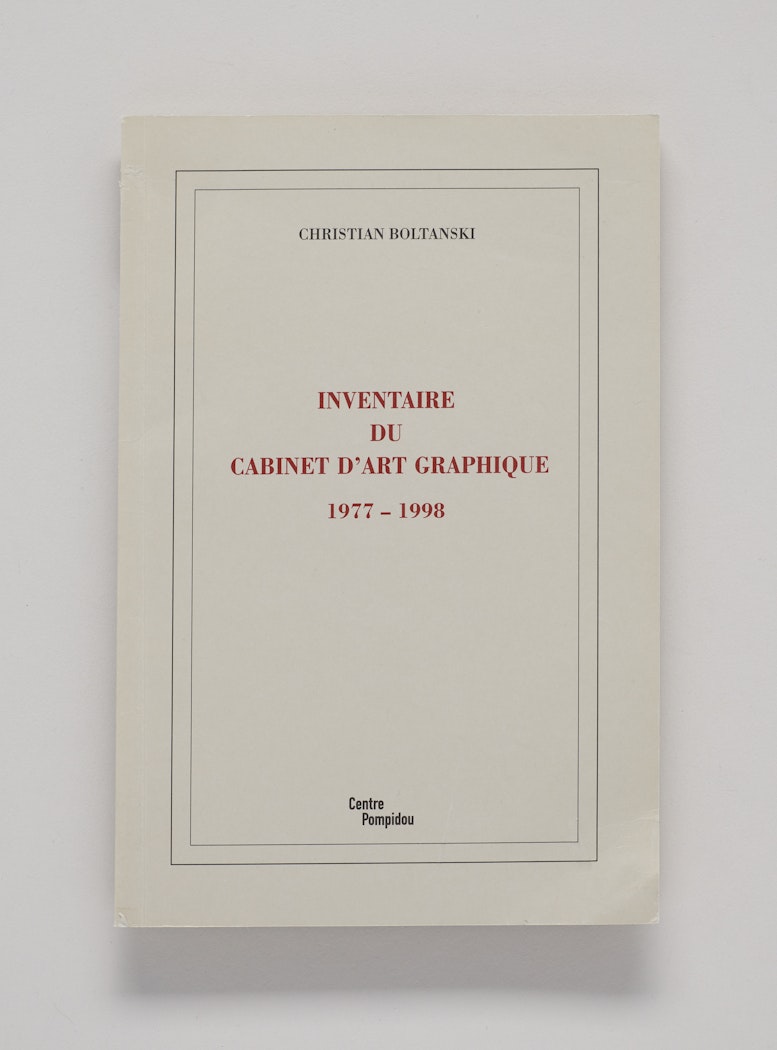 CHRISTIAN BOLTANSKI
INVENTAIRE
DU
CABINET D'ART GRAPHIQUE
1977 – 1998
Centre
Pompidou